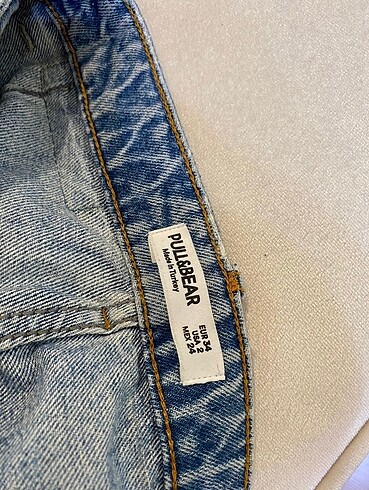 PULL&BEAR
Made in Turkey
EUR 34
USA 2
MEX 24